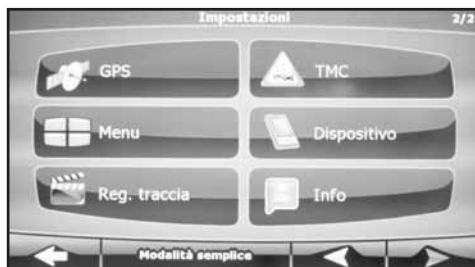 Impostazioni 2/2
GPS TMC
Menu Dispositivo
Reg. traccia Info
Modalità semplice